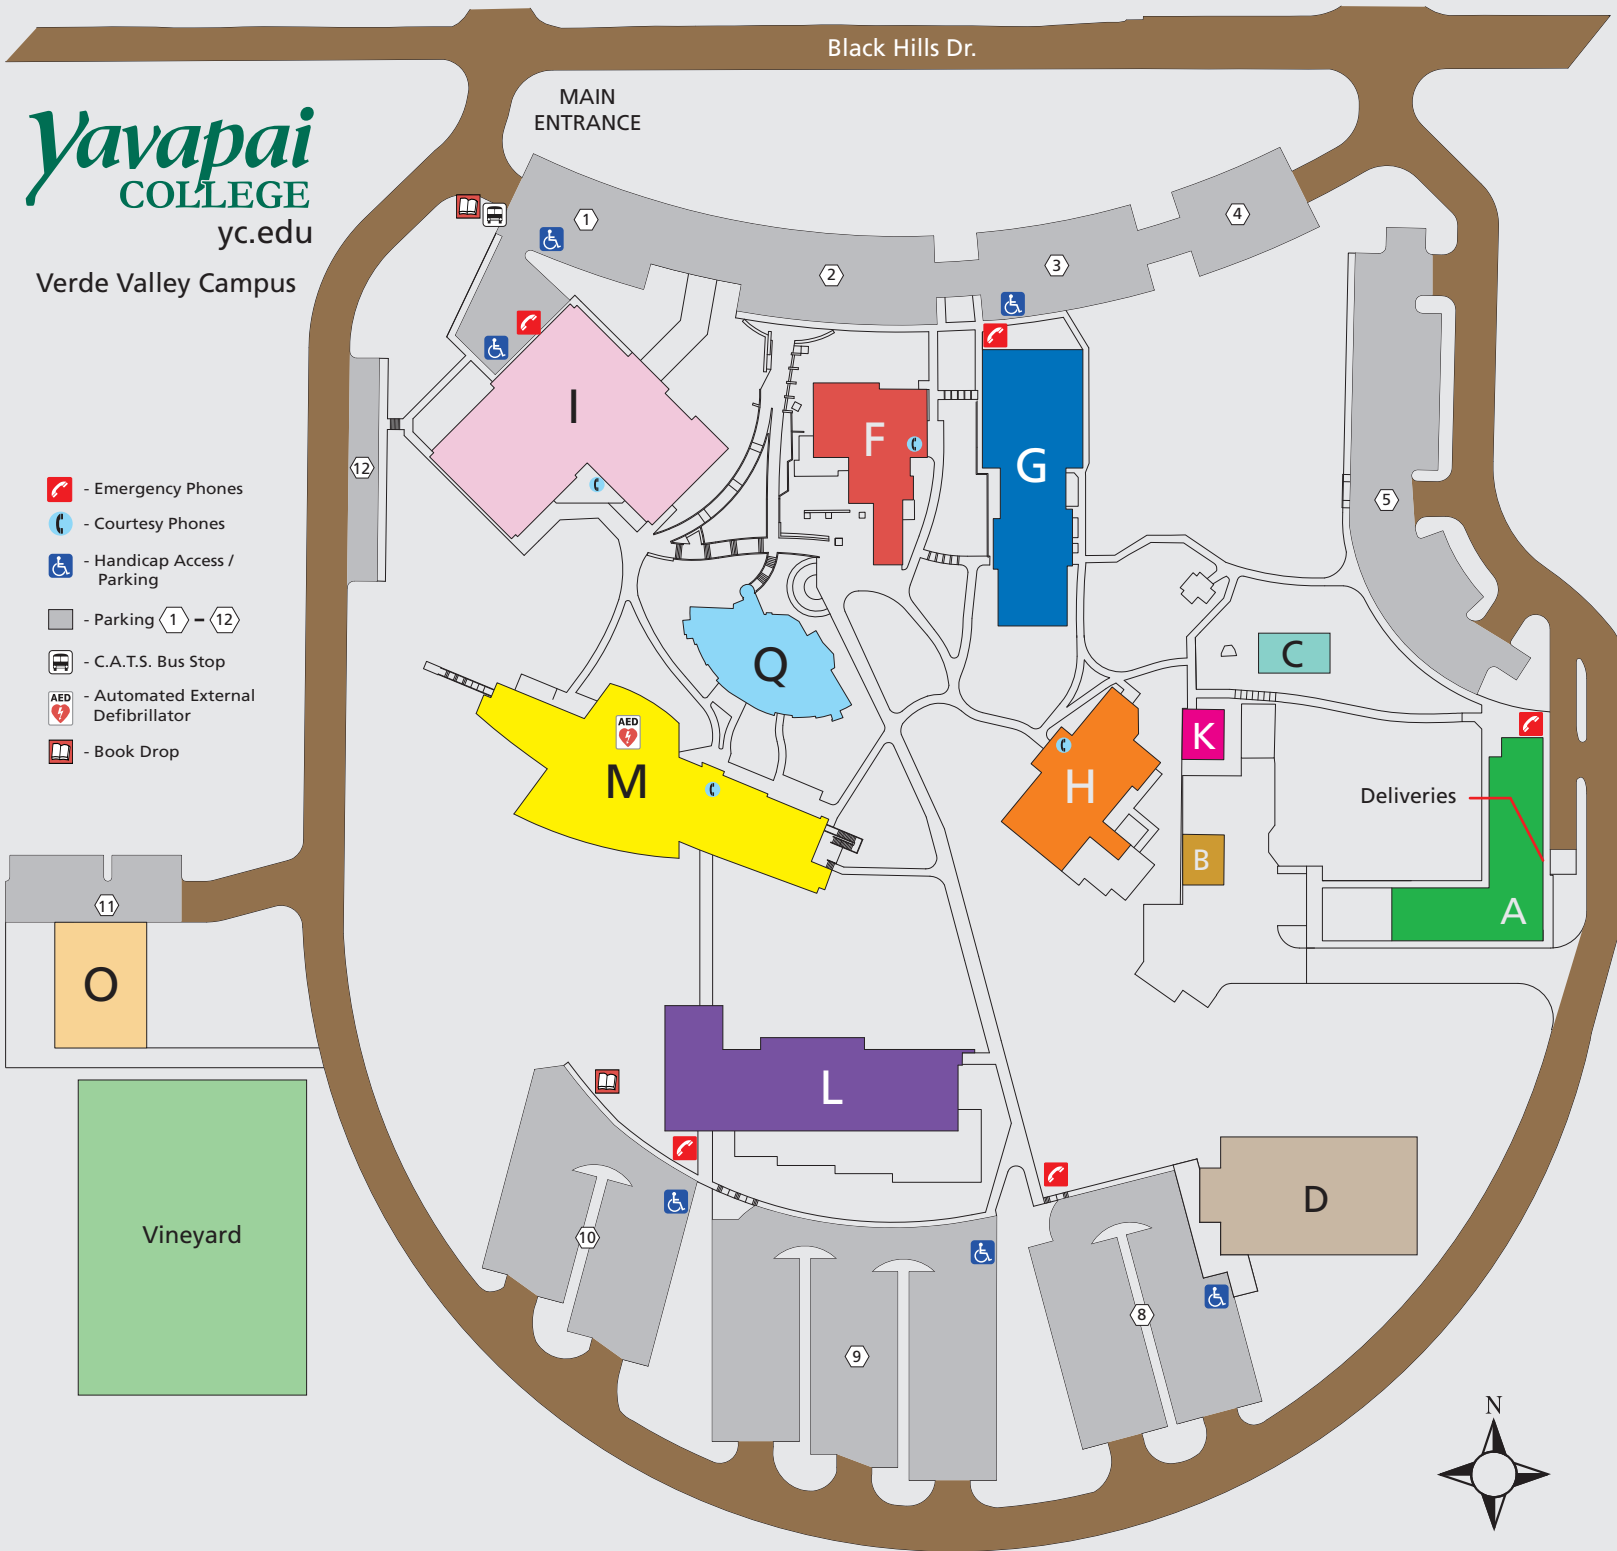 Black Hills Dr.
MAIN
ENTRANCE
Yavapai
COLLEGE
yc.edu
Verde Valley Campus
1
2
3
4
5
12
I
F
G
- Emergency Phones
- Courtesy Phones
- Handicap Access /
Parking
- Parking 1 – 12
- C.A.T.S. Bus Stop
AED
- Automated External
Defibrillator
- Book Drop
Q
C
AED
M
K
H
Deliveries
B
A
11
O
L
Vineyard
D
10
9
8
N